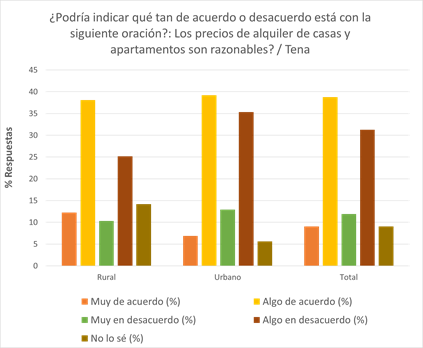 ¿Podría indicar qué tan de acuerdo o desacuerdo está con la
siguiente oración?: Los precios de alquiler de casas y
apartamentos son razonables? / Tena
% Respuestas
45
40
35
30
25
20
15
10
5
0
Rural Urbano Total
Muy de acuerdo (%) Algo de acuerdo (%)
Muy en desacuerdo (%) Algo en desacuerdo (%)
No lo sé (%)